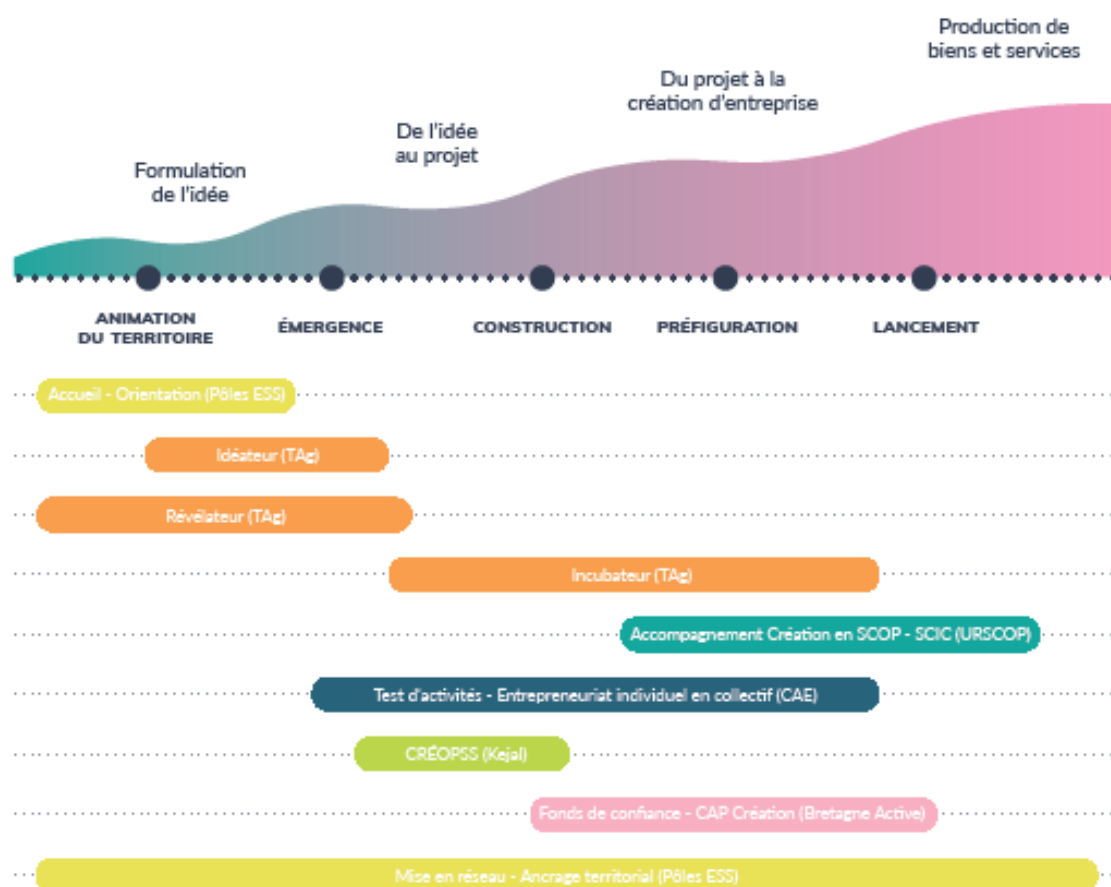 Production de
biens et services
Du projet à la
création d'entreprise
De l'idée
au projet
Formulation
de l'idée
ANIMATION
DU TERRITOIRE
ÉMERGENCE
CONSTRUCTION
PRÉFIGURATION
LANCEMENT
Accueil - Orientation (Pôles ESS)
Idéateur (TAg)
Révélateur (TAg)
Incubateur (TAg)
Accompagnement Création en SCOP - SCIC (URSCOP)
Test d'activités - Entrepreneuriat individuel en collectif (CAE)
CRÉOPSS (Kejal)
Fonds de confiance - CAP Création (Bretagne Active)
Mise en réseau - Ancrage territorial (Pôles ESS)